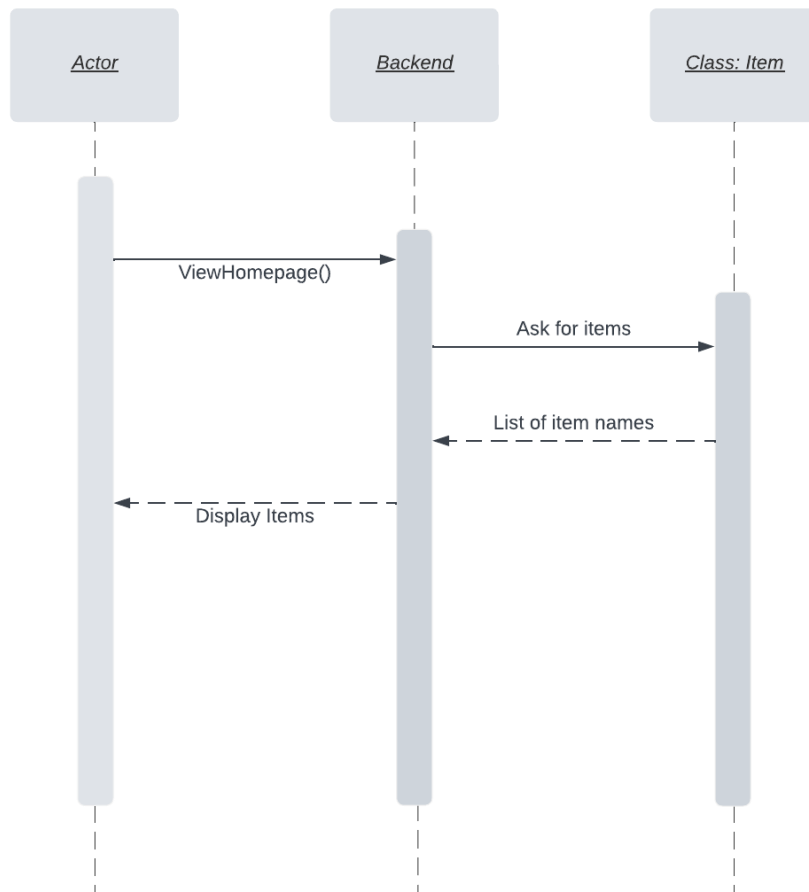 Actor
Backend
Class: Item
ViewHomepage()
Ask for items
List of item names
Display Items